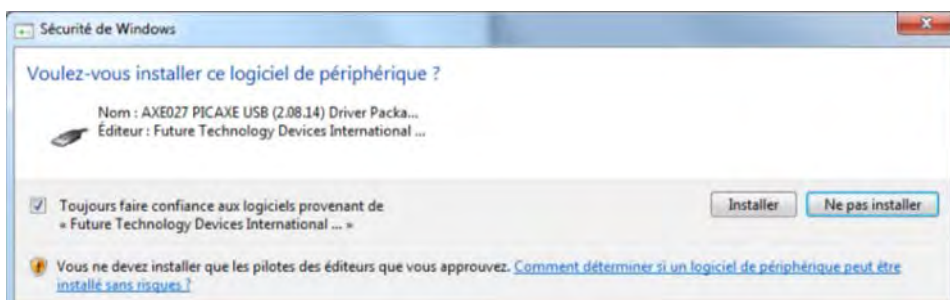 Sécurité de Windows
Voulez-vous installer ce logiciel de périphérique ?
Nom : AXE027 PICAXE USB (2.08.14) Driver Packa...
Éditeur : Future Technology Devices International ...
Toujours faire confiance aux logiciels provenant de
« Future Technology Devices International ... »
Installer
Ne pas installer
Vous ne devez installer que les pilotes des éditeurs que vous approuvez. Comment déterminer si un logiciel de périphérique peut être
installé sans risques ?